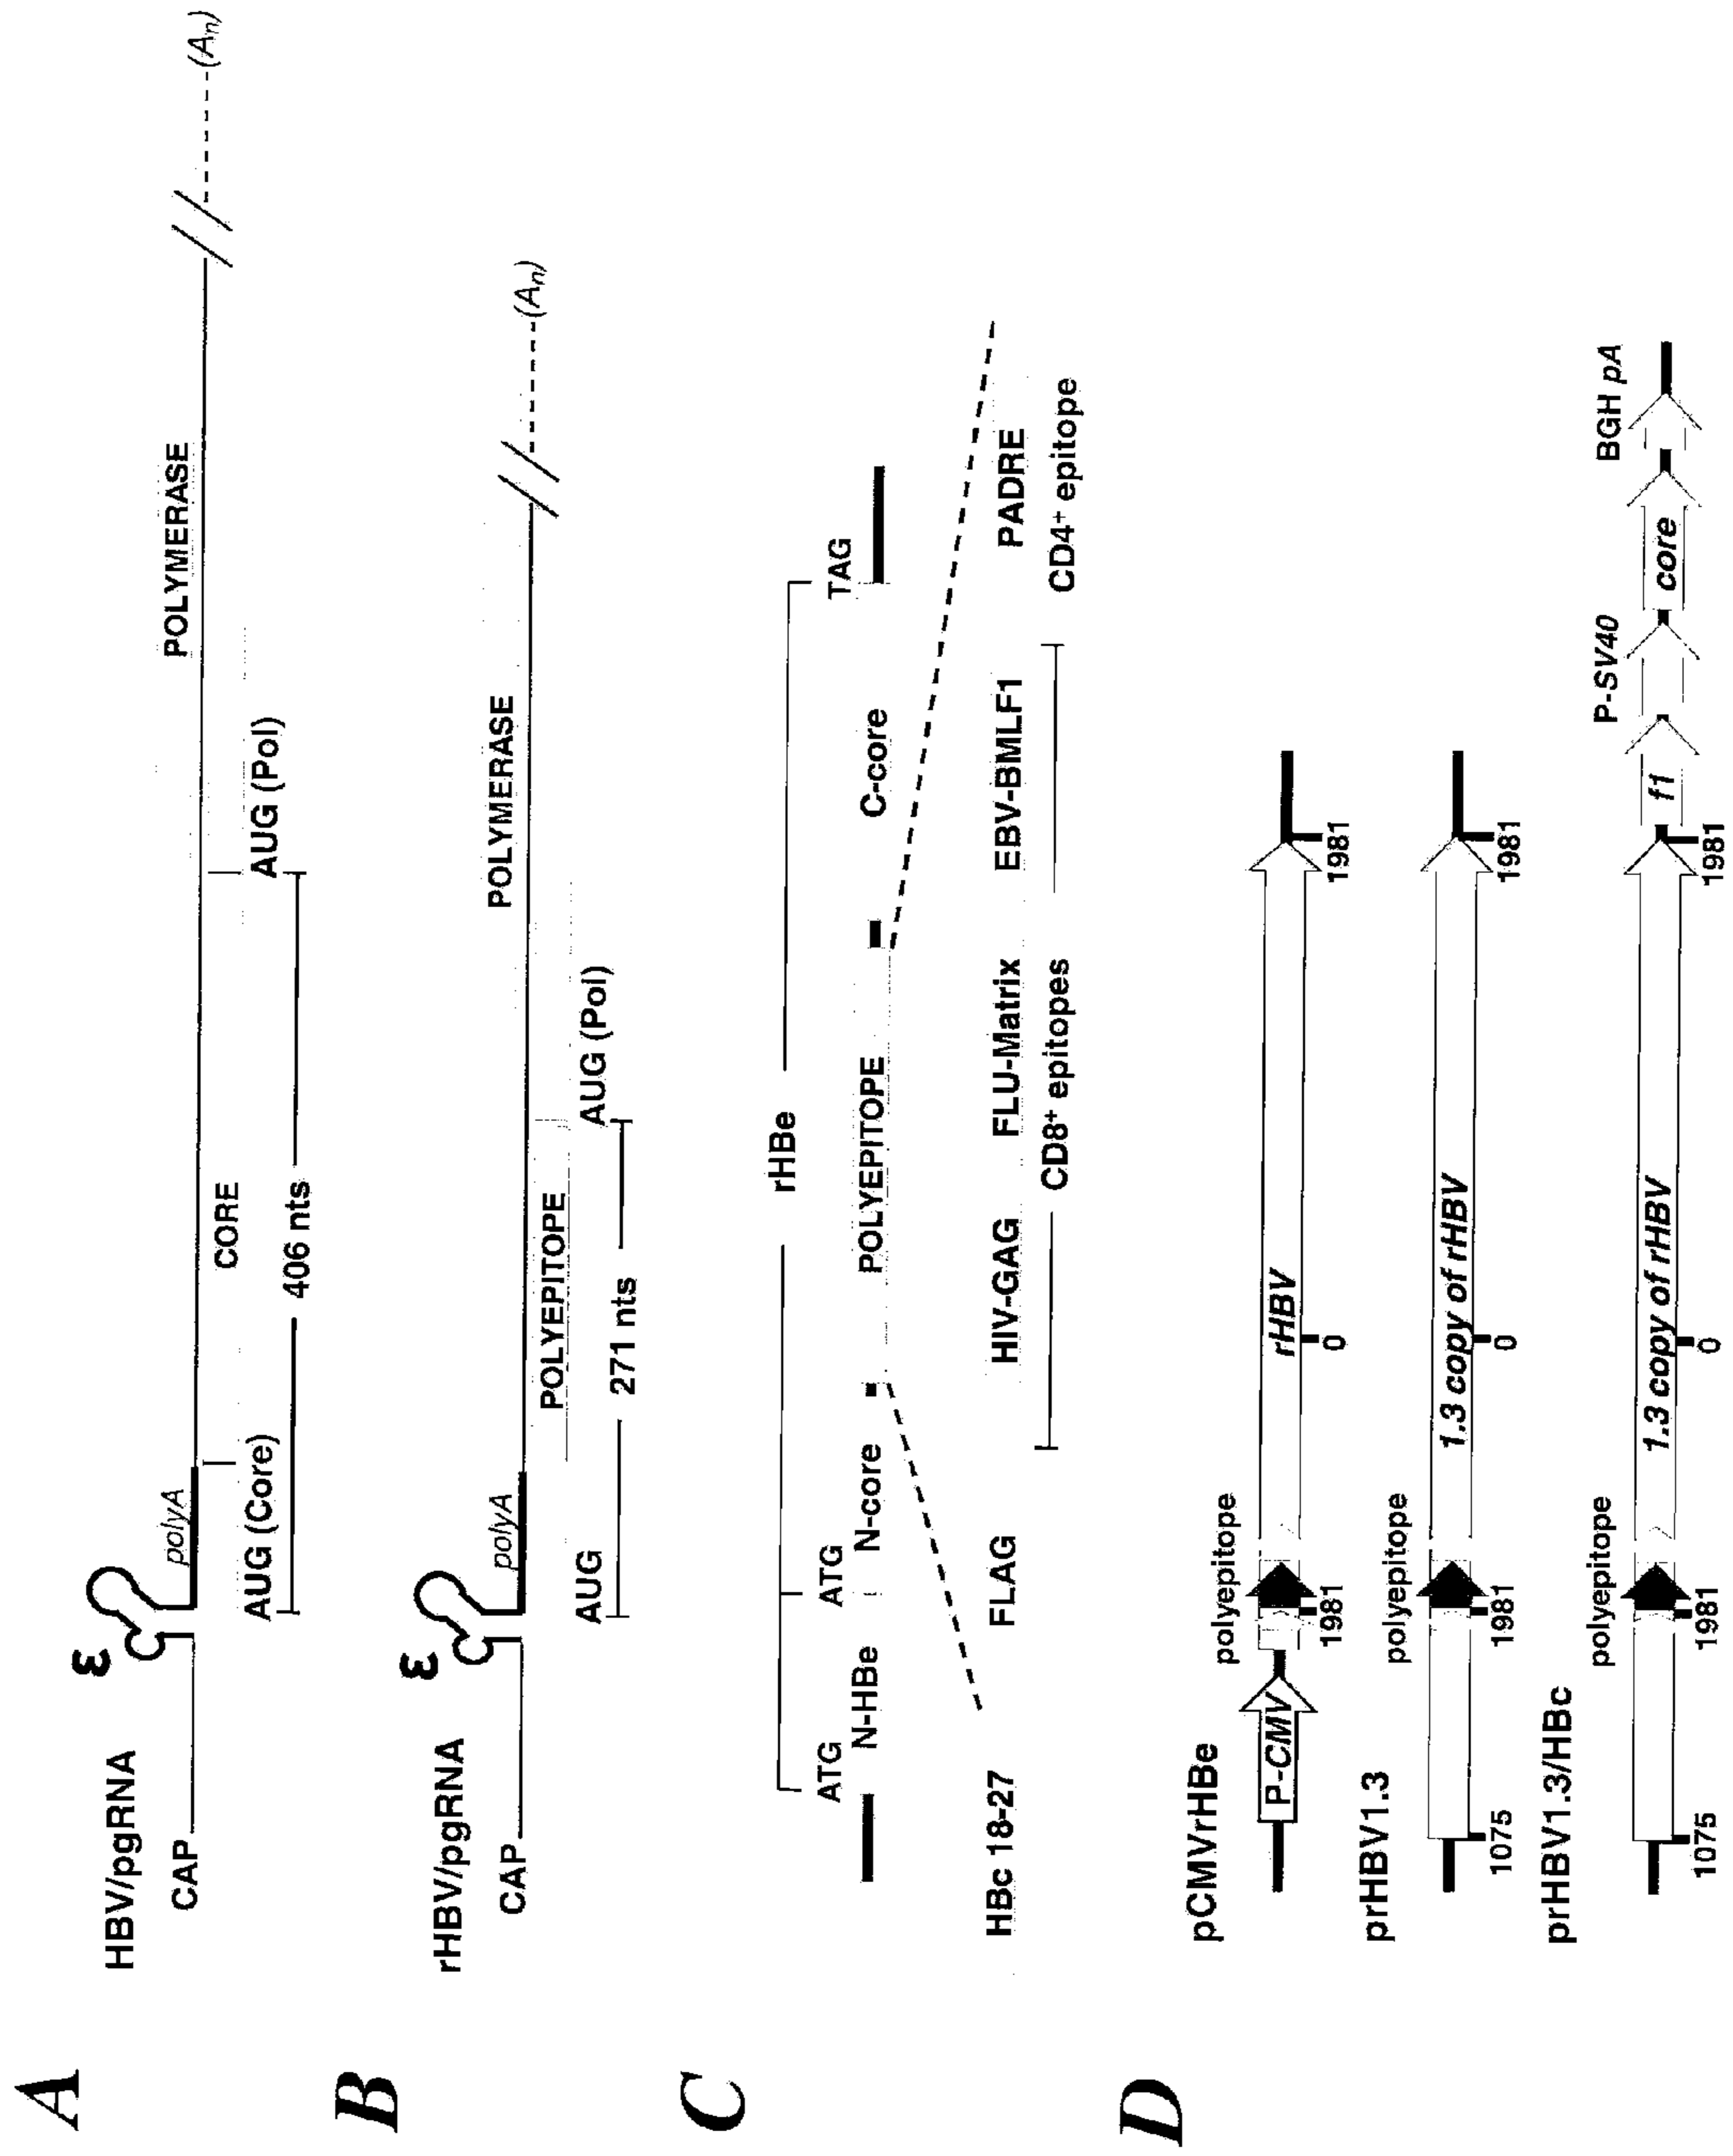 A
HBV/pgRNA
ε
CAP
polyA
POLYMERASE
(An)
CORE
AUG (Core)
AUG (Pol)
406 nts
B
rHBV/pgRNA
ε
CAP
polyA
POLYMERASE
(An)
POLYEPITOPE
AUG
AUG (Pol)
271 nts
C
rHBe
ATG
ATG
TAG
N-HBe
N-core
POLYEPITOPE
C-core
HBc 18-27
FLAG
HIV-GAG
FLU-Matrix
EBV-BMLF1
PADRE
CD8+ epitopes
CD4+ epitope
D
pCMVrHBe
polyepitope
P-CMV
rHBV
1981
0
1981
prHBV1.3
polyepitope
1.3 copy of rHBV
1075
1981
0
1981
prHBV1.3/HBc
polyepitope
P-SV40
BGH pA
1.3 copy of rHBV
f1
core
1075
1981
0
1981